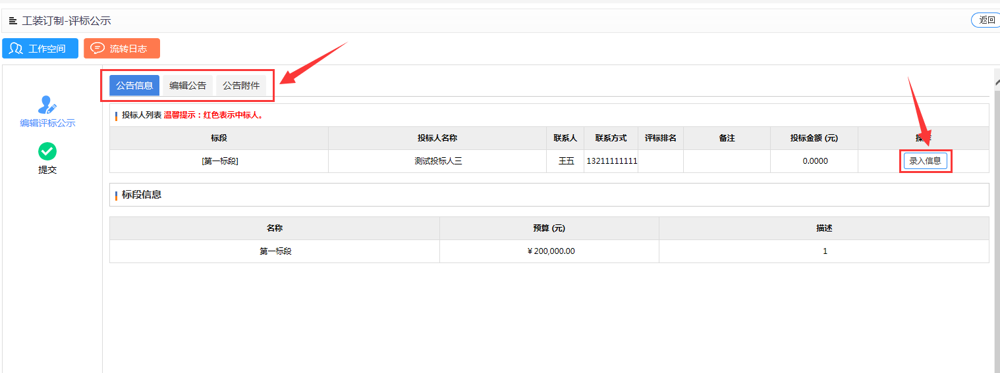 工装订制-评标公示
返回
工作空间 流转日志
公告信息 编辑公告 公告附件
编辑评标公示
提交
投标人列表 温馨提示：红色表示中标人。
标段 投标人名称 联系人 联系方式 评标排名 备注 投标金额 (元)
[第一标段] 测试投标人三 王五 13211111111 0.0000 录入信息
标段信息
名称 预算 (元) 描述
第一标段 ￥200,000.00 1